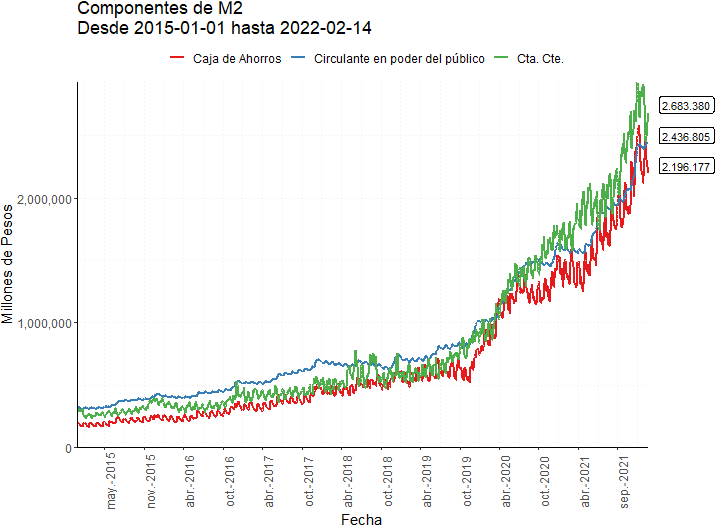 Componentes de M2
Desde 2015-01-01 hasta 2022-02-14
Caja de Ahorros Circulante en poder del público Cta. Cte.
2.683.380
2.436.805
2.196.177
2,000,000
1,000,000
0
Millones de Pesos
may.-2015 nov.-2015 abr.-2016 oct.-2016 abr.-2017 oct.-2017 abr.-2018 oct.-2018 abr.-2019 oct.-2019 abr.-2020 oct.-2020 abr.-2021 sep.-2021
Fecha